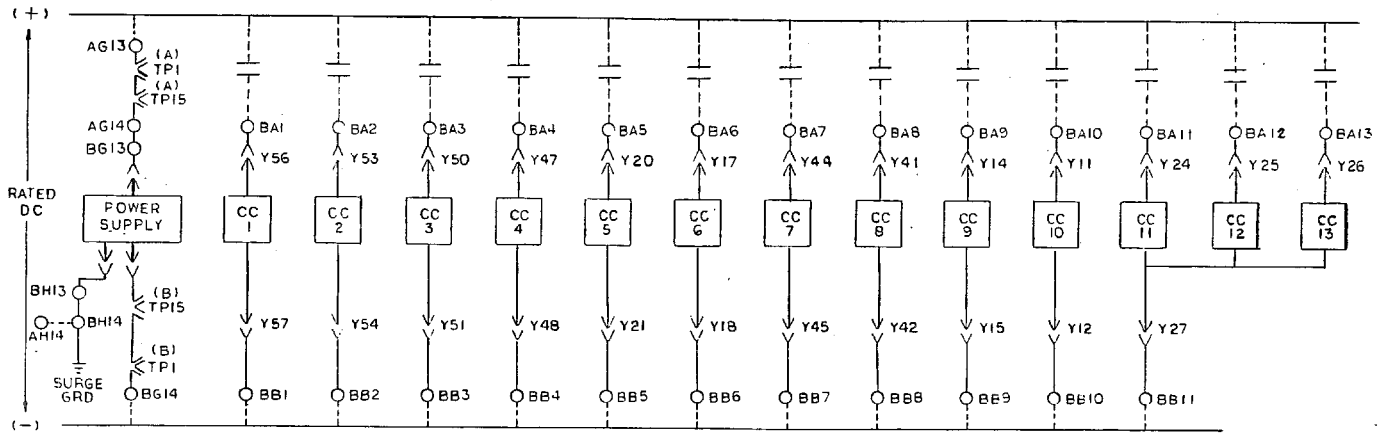 (+)
AG13
(A)
TP1
(A)
TP15
AG14
BG13
BA1 BA2 BA3 BA4 BA5 BA6 BA7 BA8 BA9 BA10 BA11 BA12 BA13
Y56 Y53 Y50 Y47 Y20 Y17 Y44 Y41 Y14 Y11 Y24 Y25 Y26
RATED
DC
POWER
SUPPLY
CC
1
CC
2
CC
3
CC
4
CC
5
CC
6
CC
7
CC
8
CC
9
CC
10
CC
11
CC
12
CC
13
BH13
(B)
TP15
AH14
BH14
Y57 Y54 Y51 Y48 Y21 Y18 Y45 Y42 Y15 Y12 Y27
(B)
TP1
SURGE
GRD
BG14
BB1 BB2 BB3 BB4 BB5 BB6 BB7 BB8 BB9 BB10 BB11
(-)